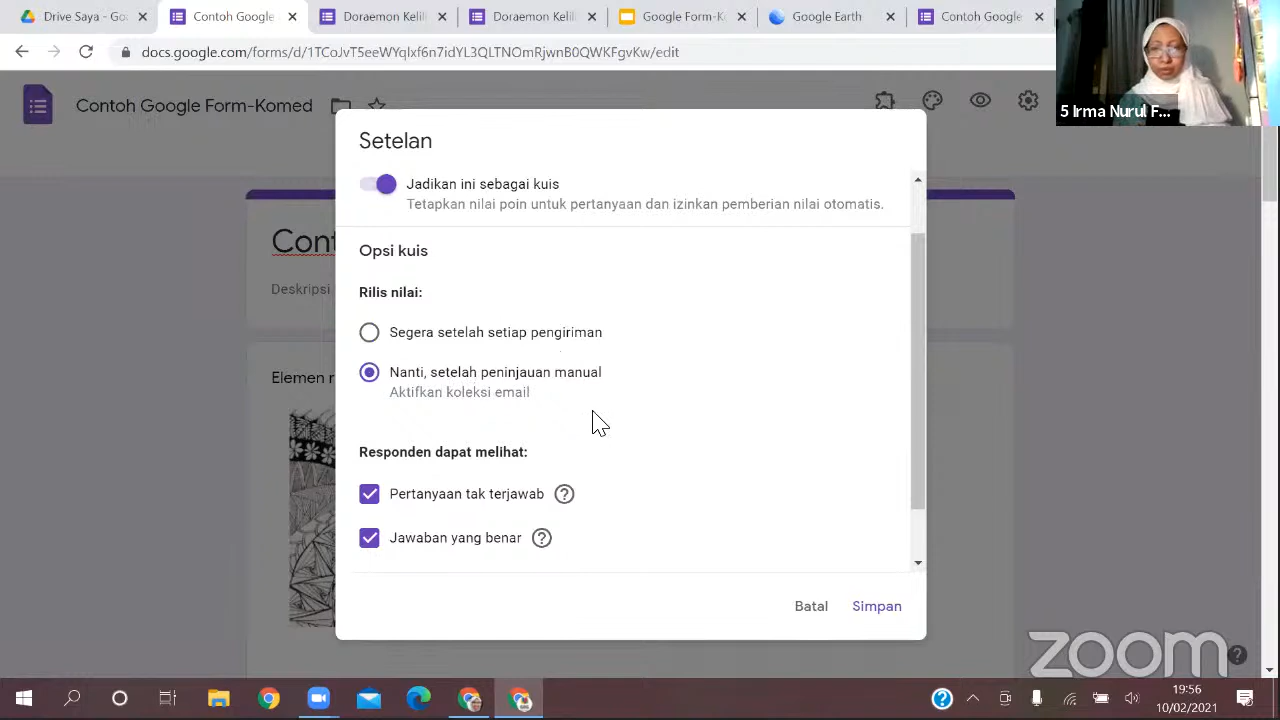 Drive Saya - Goo
Contoh Google
Doraemon Kelil
Doraemon Kelil
Google Form-K
Google Earth
Contoh Google
docs.google.com/forms/d/1TCoJvT5eeWYqIxf6n7idYL3QLTNOmRjwnB0QWKFgvKw/edit
Contoh Google Form-Komed
5 Irma Nurul F...
Setelan
Jadikan ini sebagai kuis
Tetapkan nilai poin untuk pertanyaan dan izinkan pemberian nilai otomatis.
Cont
Opsi kuis
Deskripsi
Rilis nilai:
Segera setelah setiap pengiriman
Elemen r
Nanti, setelah peninjauan manual
Aktifkan koleksi email
Responden dapat melihat:
Pertanyaan tak terjawab
Jawaban yang benar
Batal
Simpan
zoom
19:56
10/02/2021